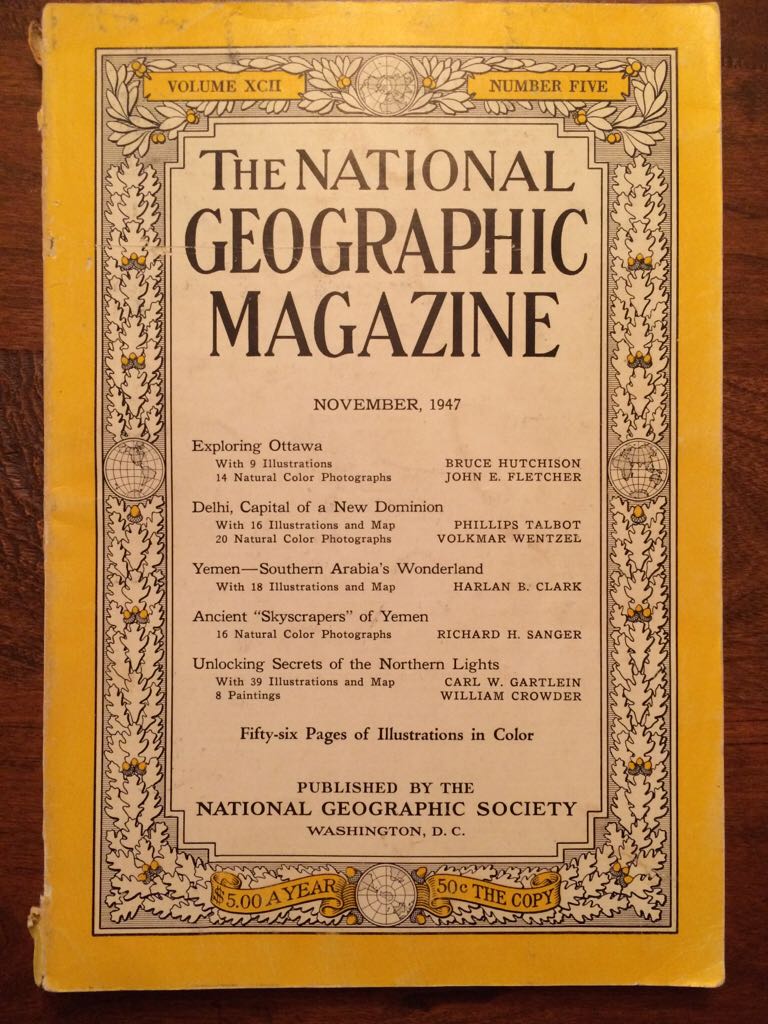 VOLUME XCII NUMBER FIVE
THE NATIONAL
GEOGRAPHIC
MAGAZINE
NOVEMBER, 1947
Exploring Ottawa
With 9 Illustrations BRUCE HUTCHISON
14 Natural Color Photographs JOHN E. FLETCHER
Delhi, Capital of a New Dominion
With 16 Illustrations and Map PHILLIPS TALBOT
20 Natural Color Photographs VOLKMAR WENTZEL
Yemen—Southern Arabia's Wonderland
With 18 Illustrations and Map HARLAN B. CLARK
Ancient "Skyscrapers" of Yemen
16 Natural Color Photographs RICHARD H. SANGER
Unlocking Secrets of the Northern Lights
With 39 Illustrations and Map CARL W. GARTLEIN
8 Paintings WILLIAM CROWDER
Fifty-six Pages of Illustrations in Color
PUBLISHED BY THE
NATIONAL GEOGRAPHIC SOCIETY
WASHINGTON, D. C.
$5.00 A YEAR 50c THE COPY